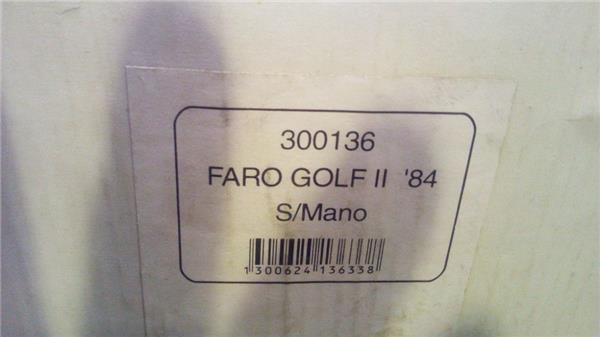 300136
FARO GOLF II '84
S/Mano
1 300624 136338